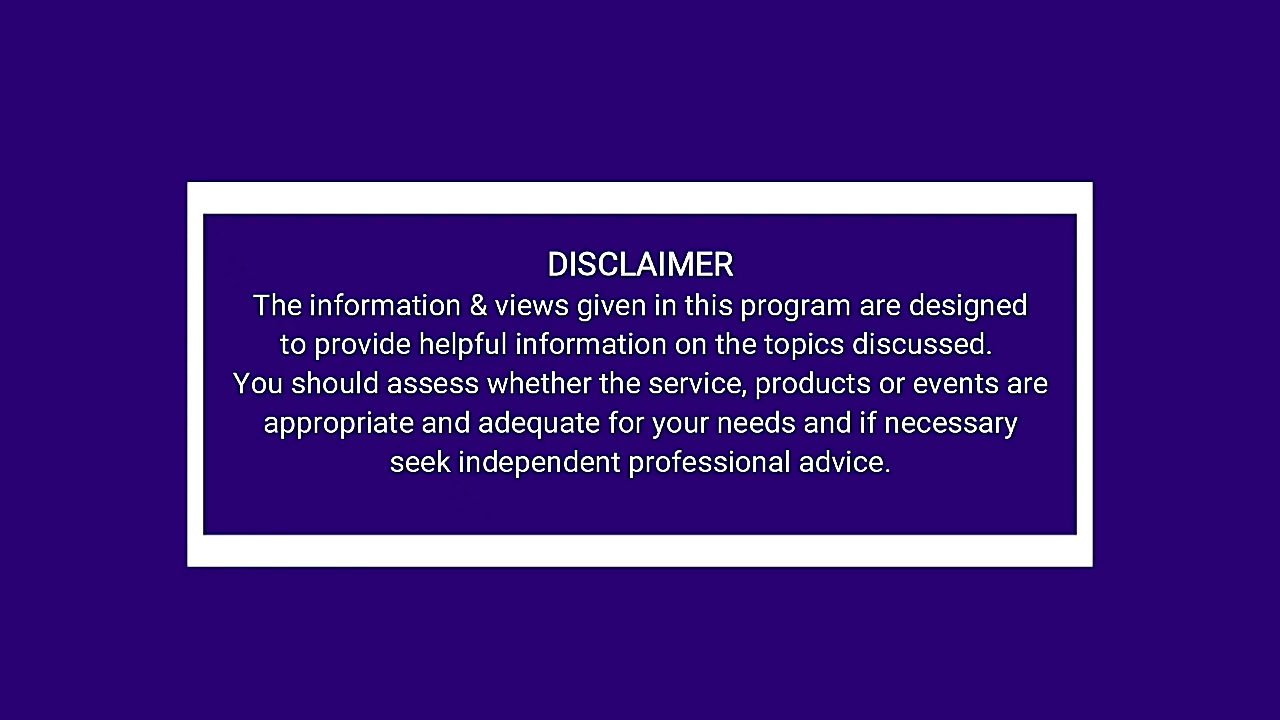 DISCLAIMER
The information & views given in this program are designed
to provide helpful information on the topics discussed.
You should assess whether the service, products or events are
appropriate and adequate for your needs and if necessary
seek independent professional advice.